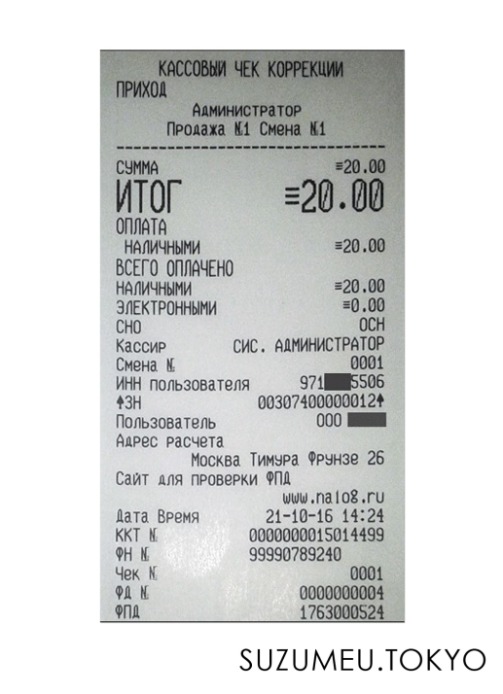 КАССОВЫЙ ЧЕК КОРРЕКЦИИ
ПРИХОД
Администратор
Продажа №1 Смена №1
СУММА ≡20.00
ИТОГ ≡20.00
ОПЛАТА
НАЛИЧНЫМИ ≡20.00
ВСЕГО ОПЛАЧЕНО
НАЛИЧНЫМИ ≡20.00
ЭЛЕКТРОННЫМИ ≡0.00
СНО ОСН
Кассир СИС. АДМИНИСТРАТОР
Смена № 0001
ИНН пользователя 971 5506
↑ЗН 00307400000012↑
Пользователь ООО
Адрес расчета
Москва Тимура Фрунзе 26
Сайт для проверки ФПД
www.nalog.ru
Дата Время 21-10-16 14:24
ККТ № 0000000015014499
ФН № 99990789240
Чек № 0001
ФД № 0000000004
ФПД 1763000524
SUZUMEU.TOKYO